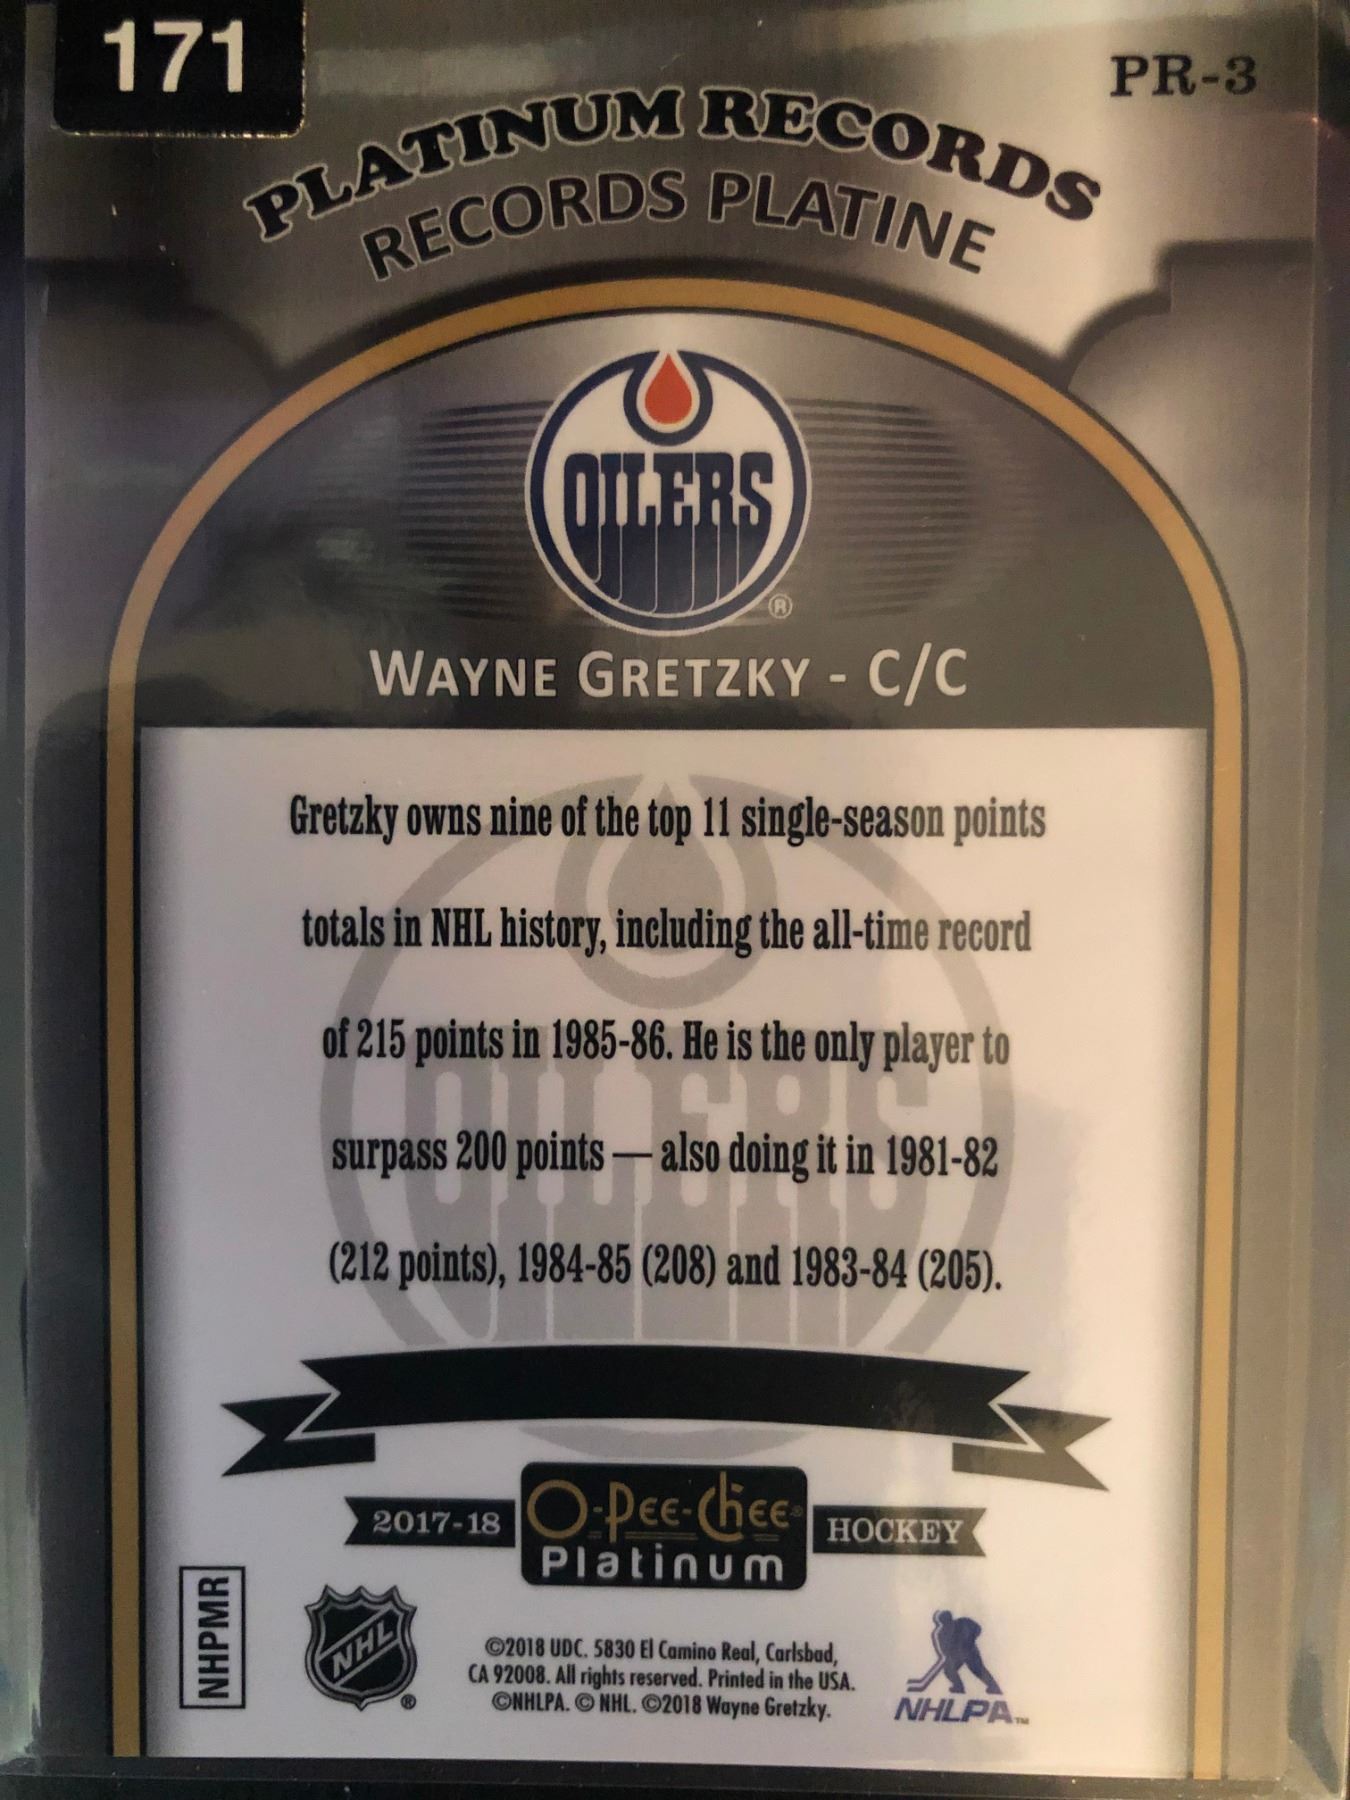 171
PR-3
PLATINUM RECORDS
RECORDS PLATINE
OILERS
®
WAYNE GRETZKY - C/C
Gretzky owns nine of the top 11 single-season points
totals in NHL history, including the all-time record
of 215 points in 1985-86. He is the only player to
surpass 200 points — also doing it in 1981-82
(212 points), 1984-85 (208) and 1983-84 (205).
OILERS
2017-18 O-Pee-Chee® HOCKEY
Platinum
NHPMR
NHL ®
©2018 UDC. 5830 El Camino Real, Carlsbad,
CA 92008. All rights reserved. Printed in the USA.
©NHLPA. © NHL. ©2018 Wayne Gretzky.
NHLPA™